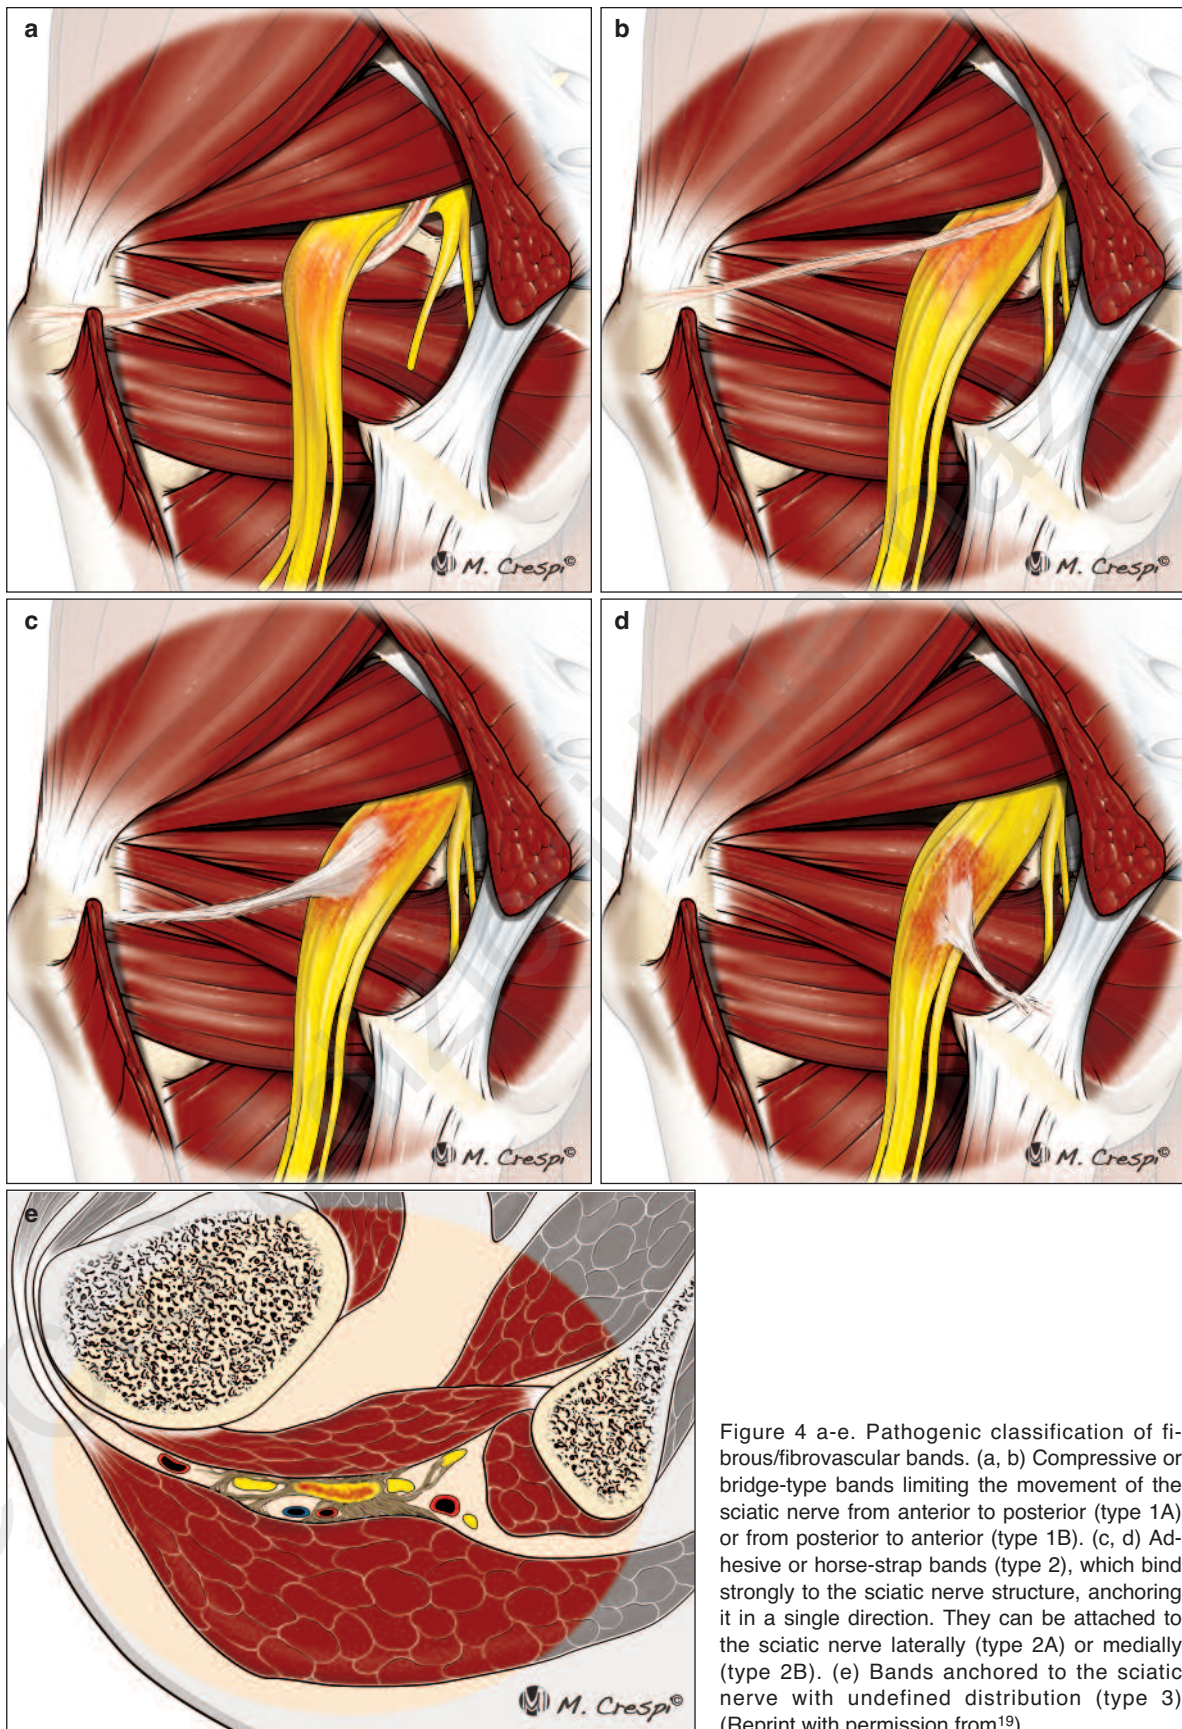 a
b
M. Crespi©
M. Crespi©
c
d
M. Crespi©
M. Crespi©
e
M. Crespi©
Figure 4 a-e. Pathogenic classification of fi-
brous/fibrovascular bands. (a, b) Compressive or
bridge-type bands limiting the movement of the
sciatic nerve from anterior to posterior (type 1A)
or from posterior to anterior (type 1B). (c, d) Ad-
hesive or horse-strap bands (type 2), which bind
strongly to the sciatic nerve structure, anchoring
it in a single direction. They can be attached to
the sciatic nerve laterally (type 2A) or medially
(type 2B). (e) Bands anchored to the sciatic
nerve with undefined distribution (type 3)
(Reprint with permission from19)